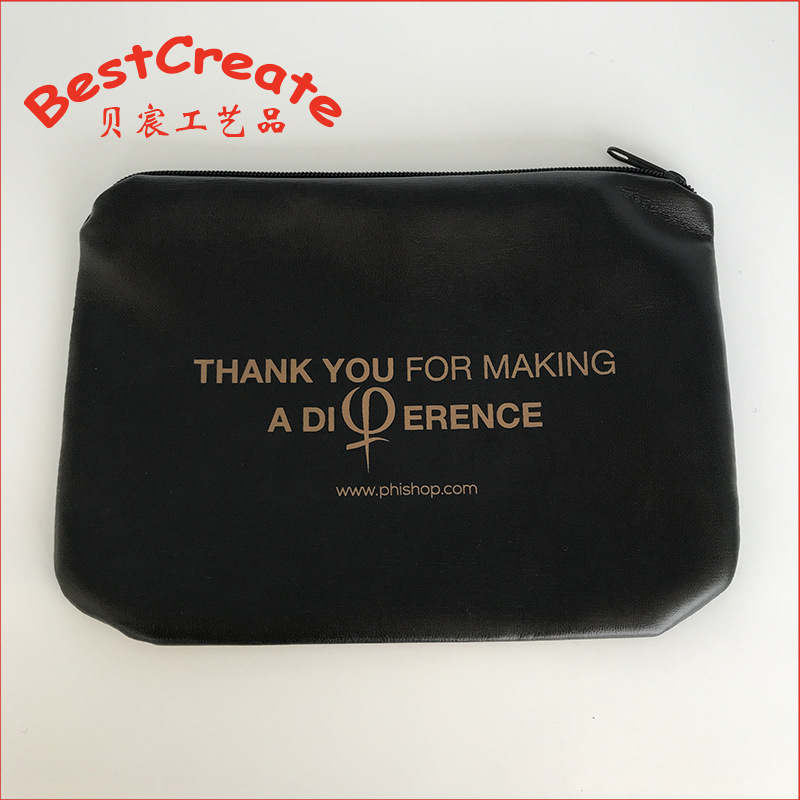 BestCreate
贝宸工艺品
THANK YOU FOR MAKING
A DIφERENCE
www.phishop.com